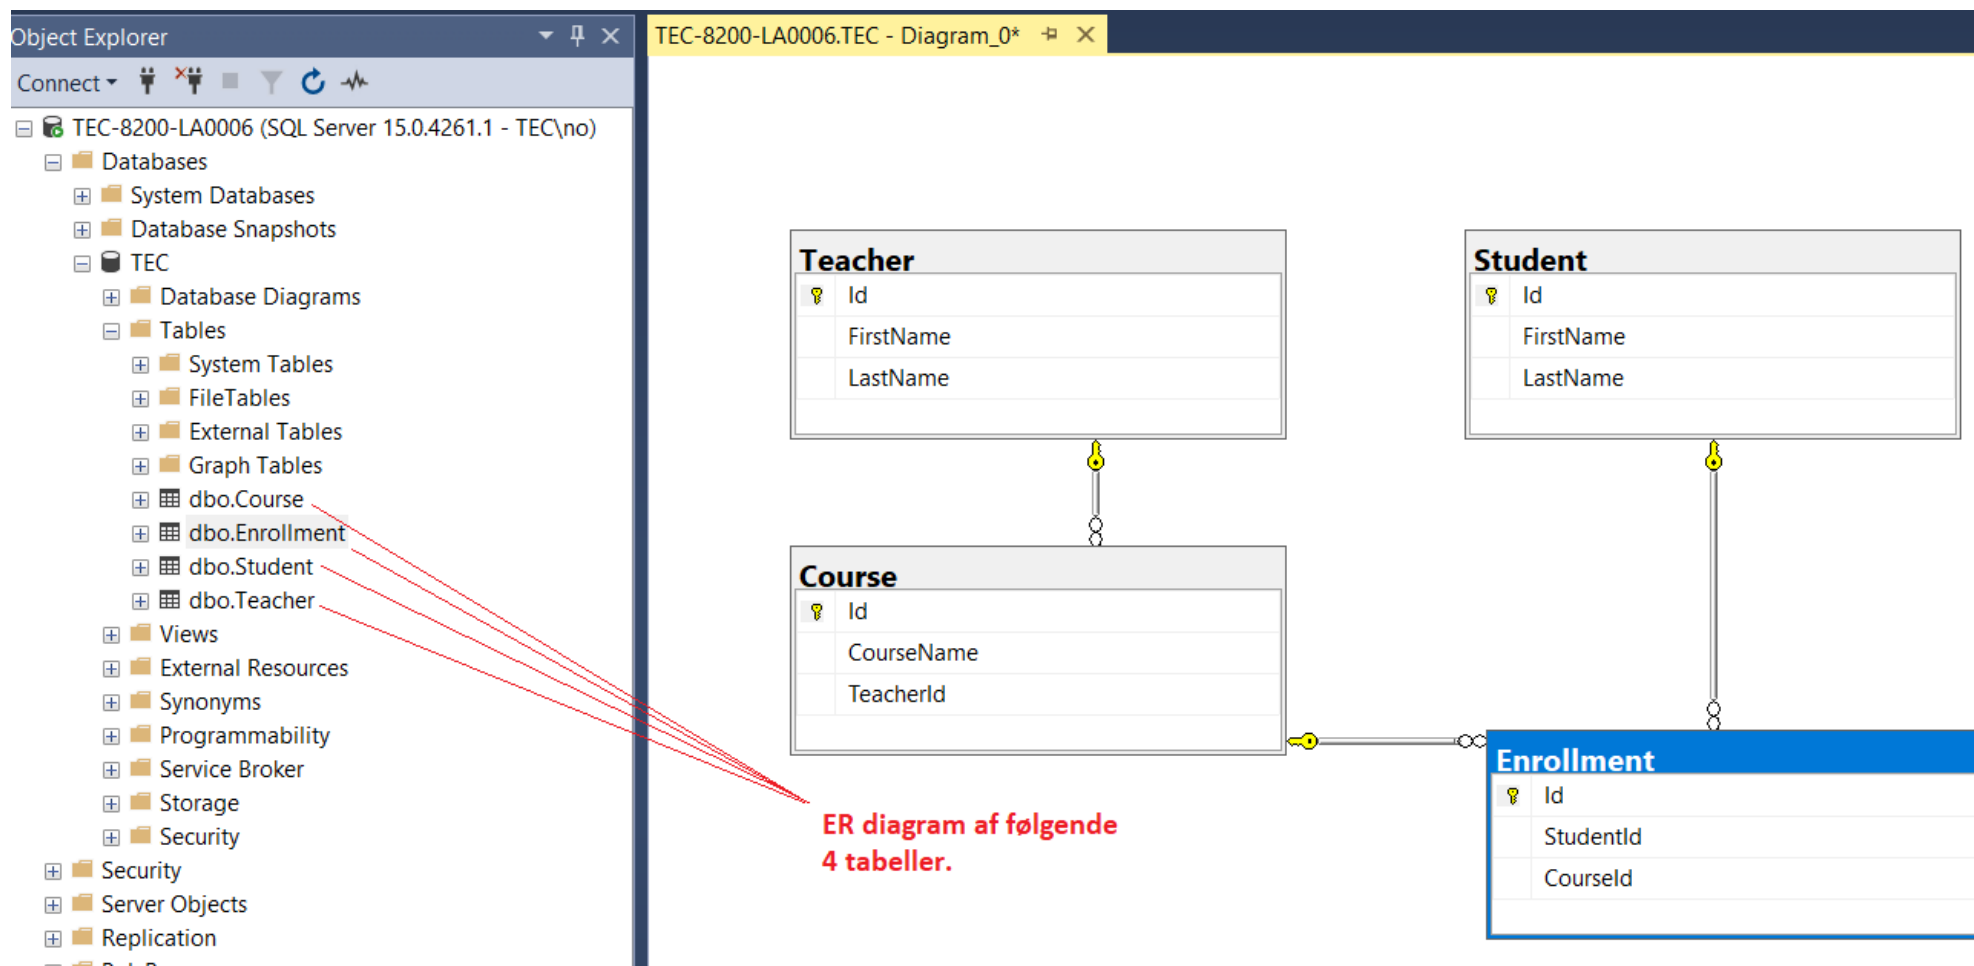 Object Explorer
Connect
TEC-8200-LA0006 (SQL Server 15.0.4261.1 - TEC\no)
Databases
System Databases
Database Snapshots
TEC
Database Diagrams
Tables
System Tables
FileTables
External Tables
Graph Tables
dbo.Course
dbo.Enrollment
dbo.Student
dbo.Teacher
Views
External Resources
Synonyms
Programmability
Service Broker
Storage
Security
Security
Server Objects
Replication
TEC-8200-LA0006.TEC - Diagram_0*
Teacher
Id
FirstName
LastName
Student
Id
FirstName
LastName
Course
Id
CourseName
TeacherId
Enrollment
Id
StudentId
CourseId
ER diagram af følgende
4 tabeller.